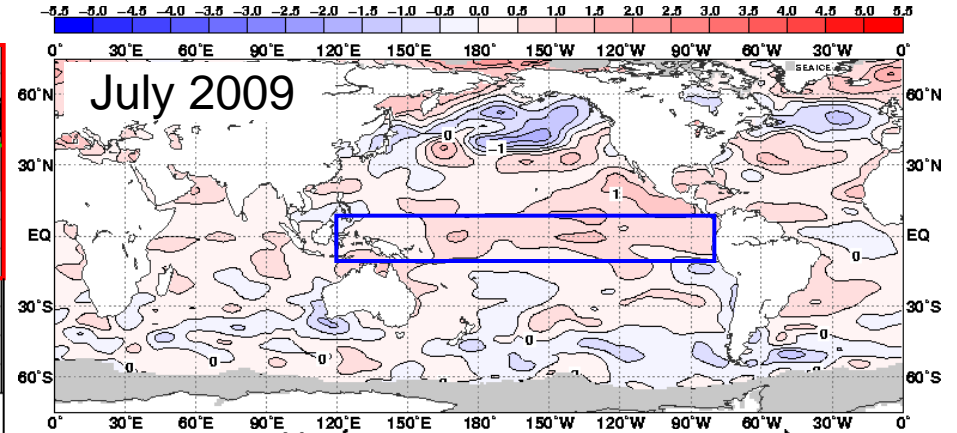 -5.5 -5.0 -4.5 -4.0 -3.5 -3.0 -2.5 -2.0 -1.5 -1.0 -0.5 0.0 0.5 1.0 1.5 2.0 2.5 3.0 3.5 4.0 4.5 5.0 5.5
0° 30°E 60°E 90°E 120°E 150°E 180° 150°W 120°W 90°W 60°W 30°W 0°
SEAICE
July 2009
60°N 60°N
0
-1
30°N 30°N
1
EQ EQ
0
30°S 30°S
0 0 0 0 0
60°S 60°S
0° 30°E 60°E 90°E 120°E 150°E 180° 150°W 120°W 90°W 60°W 30°W 0°